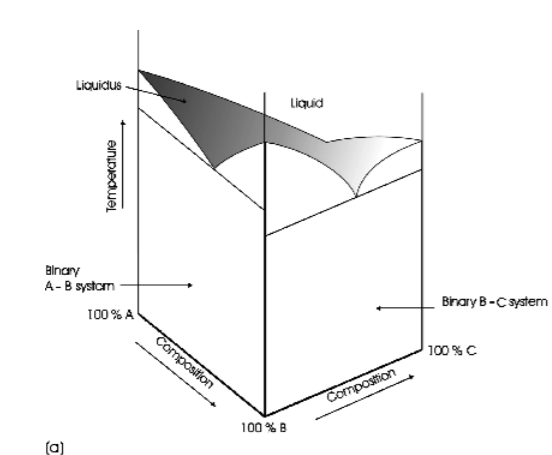 Liquidus
Liquid
Temperature
Binary
A - B system
Binary B - C system
100 % A
100 % C
Composition
Composition
100 % B
(a)